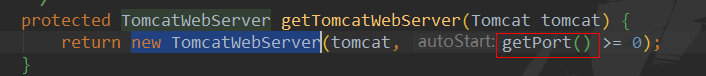 protected TomcatWebServer getTomcatWebServer(Tomcat tomcat) {
return new TomcatWebServer(tomcat, autoStart: getPort() >= 0);
}